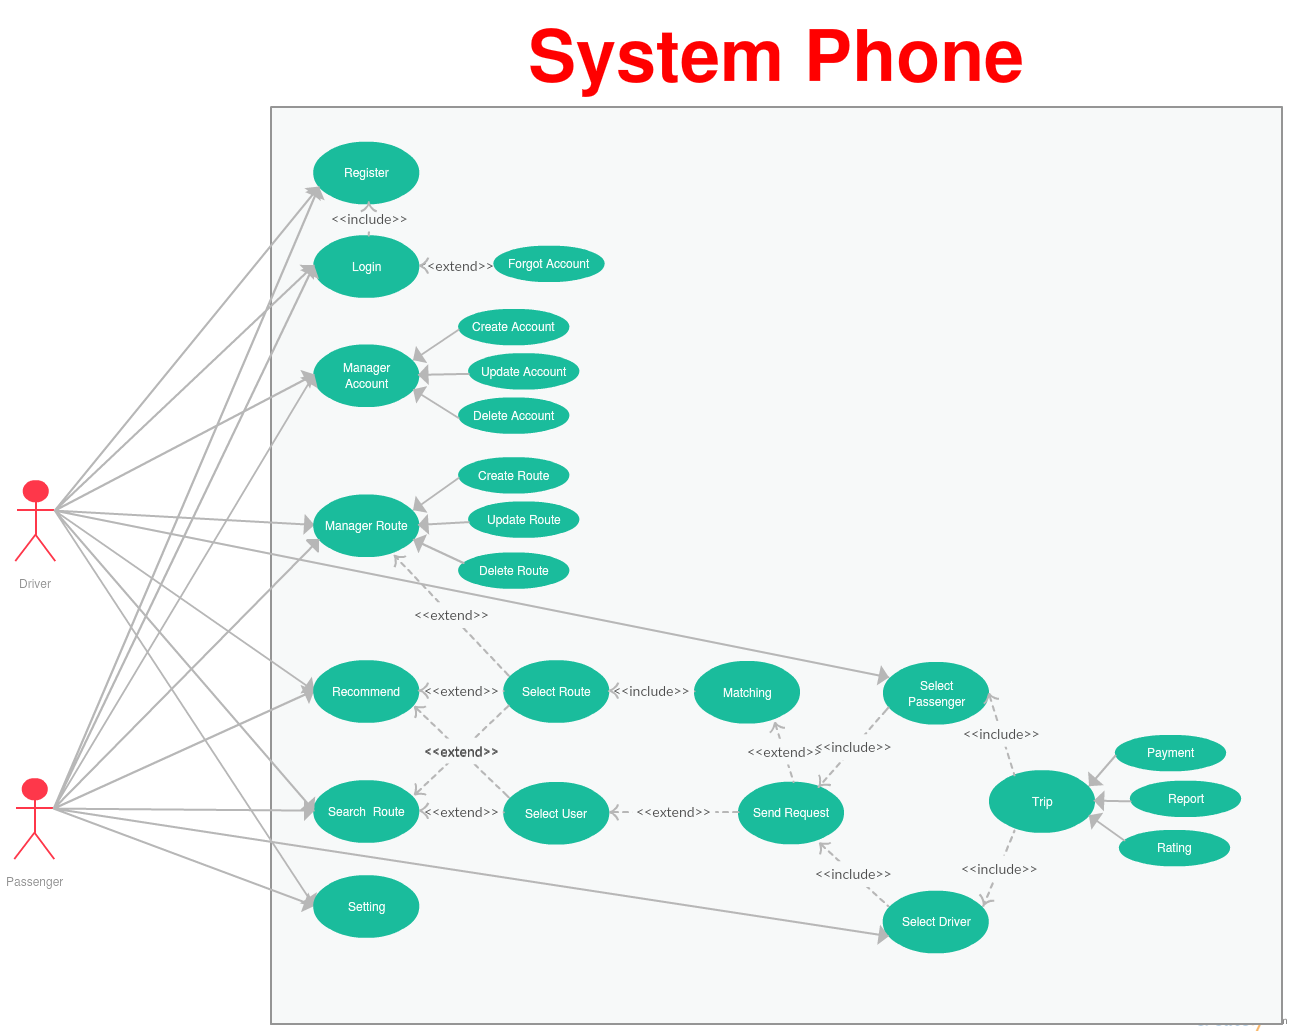 System Phone
Register
<<include>>
Login
<<extend>>
Forgot Account
Create Account
Manager
Account
Update Account
Delete Account
Create Route
Manager Route
Update Route
Delete Route
Driver
<<extend>>
Recommend
<<extend>>
Select Route
<<include>>
Matching
Select
Passenger
<<include>>
<<extend>>
<<extend>>
<<include>>
Payment
Trip
Report
Rating
Search Route
<<extend>>
Select User
<<extend>>
Send Request
<<include>>
<<include>>
Passenger
Setting
Select Driver